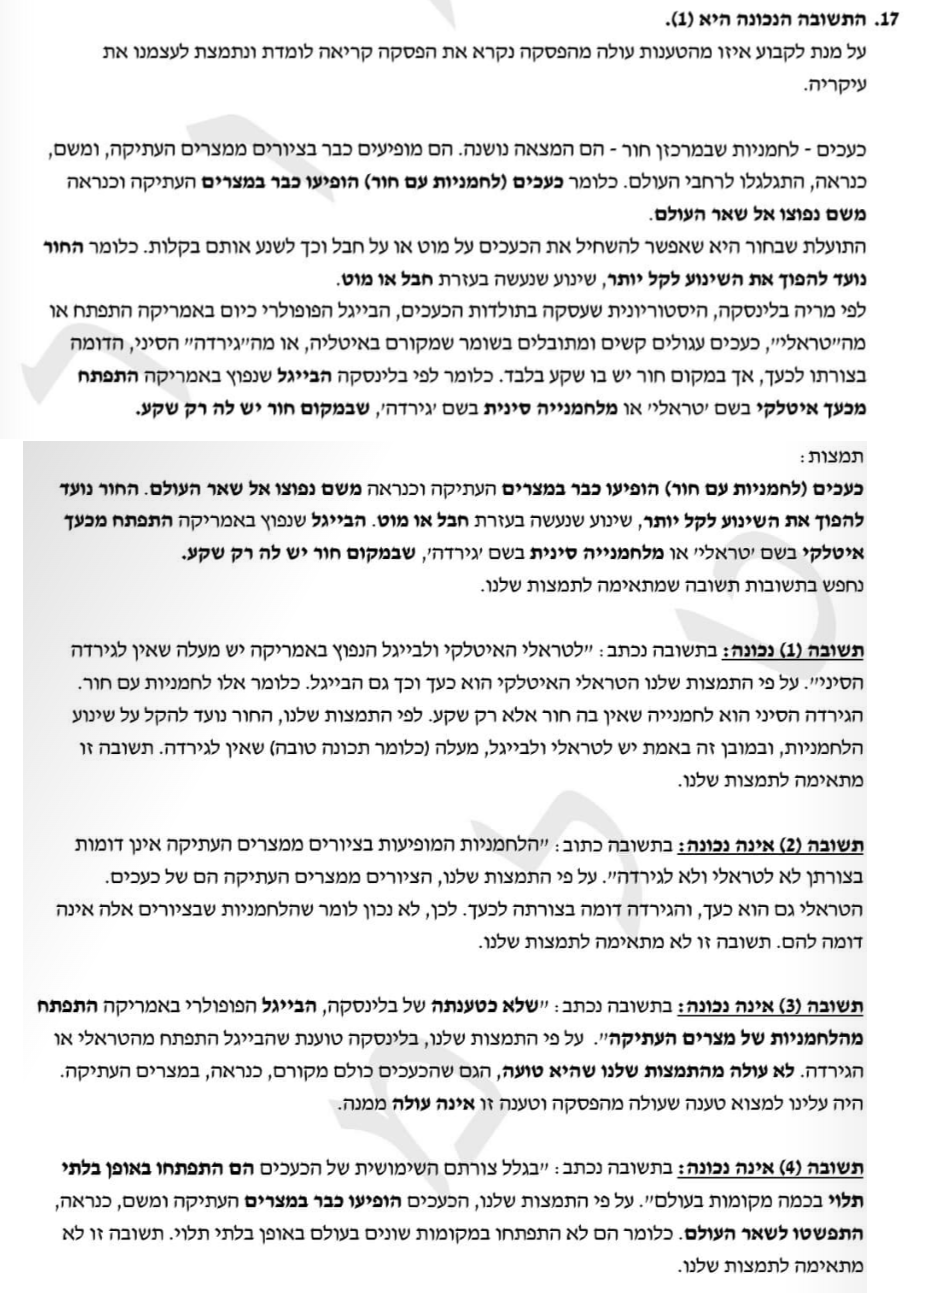 17. התשובה הנכונה היא (1).
על מנת לקבוע איזו מהטענות עולה מהפסקה נקרא את הפסקה קריאה לומדת ונתמצת לעצמנו את
עיקריה.
כעכים - לחמניות שבמרכזן חור - הם המצאה נושנה. הם מופיעים כבר בציורים ממצרים העתיקה, ומשם,
כנראה, התגלגלו לרחבי העולם. כלומר כעכים (לחמניות עם חור) הופיעו כבר במצרים העתיקה וכנראה
משם נפוצו אל שאר העולם.
התועלת שבחור היא שאפשר להשחיל את הכעכים על מוט או על חבל וכך לשנע אותם בקלות. כלומר החור
נועד להפוך את השינוע לקל יותר, שינוע שנעשה בעזרת חבל או מוט.
לפי מריה בלינסקה, היסטוריונית שעסקה בתולדות הכעכים, הבייגל הפופולרי כיום באמריקה התפתח או
מה"טראלי", כעכים עגולים קשים ומתובלים בשומר שמקורם באיטליה, או מה"גירדה" הסיני, הדומה
בצורתו לכעך, אך במקום חור יש בו שקע בלבד. כלומר לפי בלינסקה הבייגל שנפוץ באמריקה התפתח
מכעך איטלקי בשם 'טראלי' או מלחמנייה סינית בשם 'גירדה', שבמקום חור יש לה רק שקע.
תמצות:
כעכים (לחמניות עם חור) הופיעו כבר במצרים העתיקה וכנראה משם נפוצו אל שאר העולם. החור נועד
להפוך את השינוע לקל יותר, שינוע שנעשה בעזרת חבל או מוט. הבייגל שנפוץ באמריקה התפתח מכעך
איטלקי בשם 'טראלי' או מלחמנייה סינית בשם 'גירדה', שבמקום חור יש לה רק שקע.
נחפש בתשובות תשובה שמתאימה לתמצות שלנו.
תשובה (1) נכונה: בתשובה נכתב: "לטראלי האיטלקי ולבייגל הנפוץ באמריקה יש מעלה שאין לגירדה
הסיני". על פי התמצות שלנו הטראלי האיטלקי הוא כעך וכך גם הבייגל. כלומר אלו לחמניות עם חור.
הגירדה הסיני הוא לחמנייה שאין בה חור אלא רק שקע. לפי התמצות שלנו, החור נועד להקל על שינוע
הלחמניות, ובמובן זה באמת יש לטראלי ולבייגל, מעלה (כלומר תכונה טובה) שאין לגירדה. תשובה זו
מתאימה לתמצות שלנו.
תשובה (2) אינה נכונה: בתשובה כתוב: "הלחמניות המופיעות בציורים ממצרים העתיקה אינן דומות
בצורתן לא לטראלי ולא לגירדה". על פי התמצות שלנו, הציורים ממצרים העתיקה הם של כעכים.
הטראלי גם הוא כעך, והגירדה דומה בצורתה לכעך. לכן, לא נכון לומר שהלחמניות שבציורים אלה אינה
דומה להם. תשובה זו לא מתאימה לתמצות שלנו.
תשובה (3) אינה נכונה: בתשובה נכתב: "שלא כטענתה של בלינסקה, הבייגל הפופולרי באמריקה התפתח
מהלחמניות של מצרים העתיקה". על פי התמצות שלנו, בלינסקה טוענת שהבייגל התפתח מהטראלי או
הגירדה. לא עולה מהתמצות שלנו שהיא טועה, הגם שהכעכים כולם מקורם, כנראה, במצרים העתיקה.
היה עלינו למצוא טענה שעולה מהפסקה וטענה זו אינה עולה ממנה.
תשובה (4) אינה נכונה: בתשובה נכתב: "בגלל צורתם השימושית של הכעכים הם התפתחו באופן בלתי
תלוי בכמה מקומות בעולם". על פי התמצות שלנו, הכעכים הופיעו כבר במצרים העתיקה ומשם, כנראה,
התפשטו לשאר העולם. כלומר הם לא התפתחו במקומות שונים בעולם באופן בלתי תלוי. תשובה זו לא
מתאימה לתמצות שלנו.